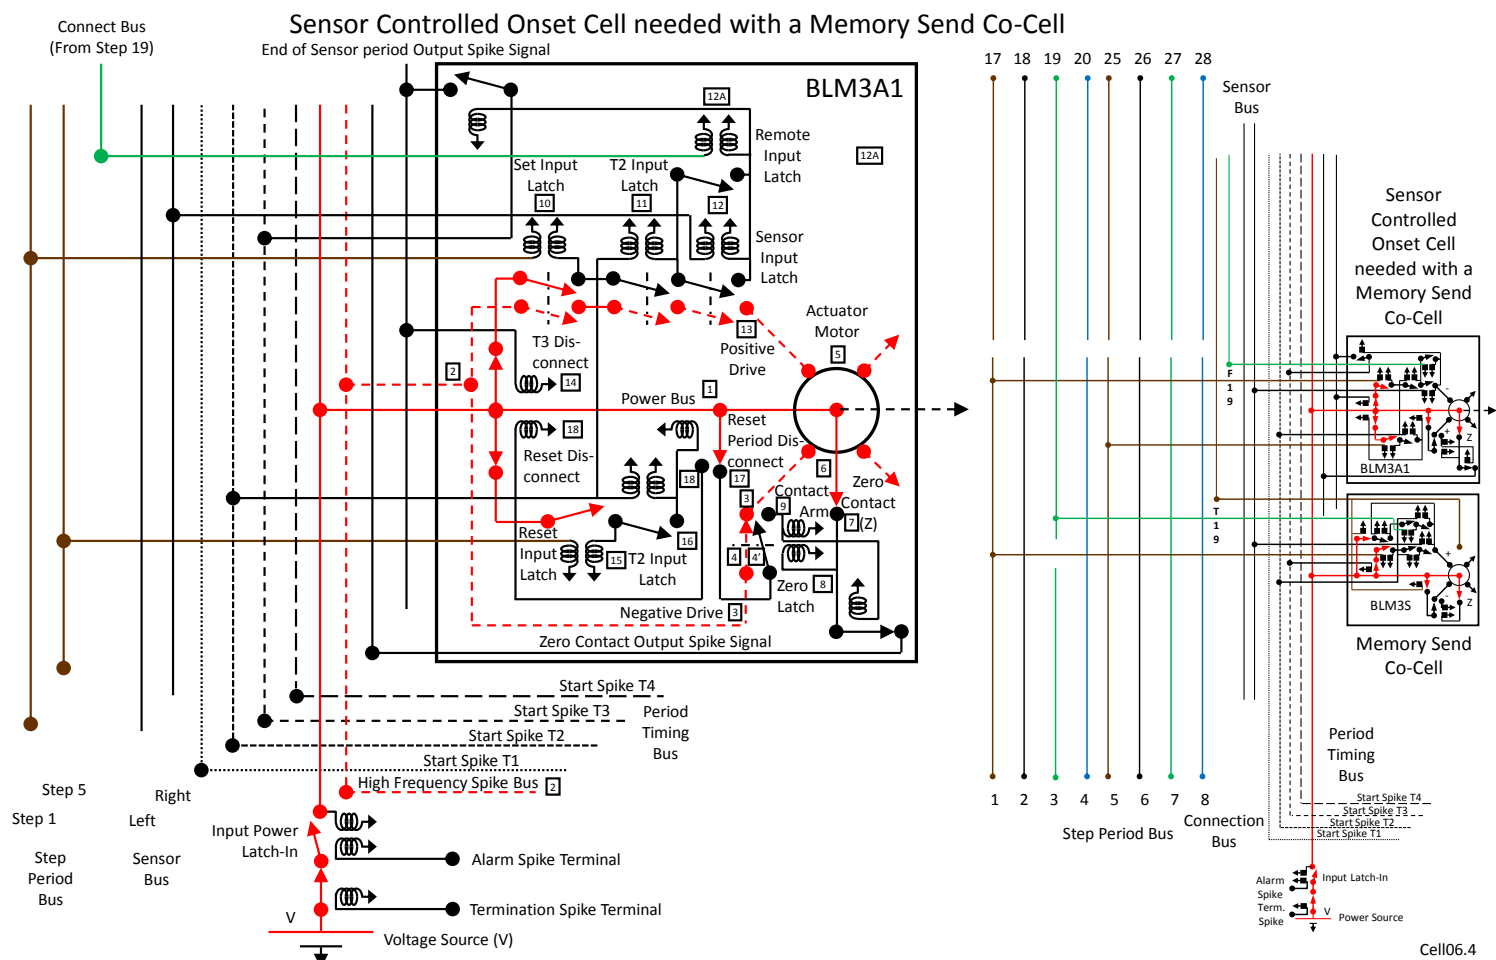 Sensor Controlled Onset Cell needed with a Memory Send Co-Cell
Connect Bus
(From Step 19)
End of Sensor period Output Spike Signal
BLM3A1
12A
Remote
Input
Latch
12A
Set Input
Latch
10
T2 Input
Latch
11
12
Sensor
Input
Latch
13
Positive
Drive
Actuator
Motor
5
T3 Dis-
connect
14
2
1
Power Bus
18
Reset Dis-
connect
Reset
Period Dis-
connect
17
18
6
3
9
Contact
Arm
Zero
Contact
(Z)
7
Reset
Input
Latch
15
T2 Input
Latch
16
4
4'
8
Zero
Latch
Negative Drive
3
Zero Contact Output Spike Signal
Start Spike T4
Start Spike T3
Start Spike T2
Start Spike T1
Period
Timing
Bus
High Frequency Spike Bus
2
Step 5
Step 1
Step
Period
Bus
Right
Left
Sensor
Bus
Input Power
Latch-In
Alarm Spike Terminal
Termination Spike Terminal
V
Voltage Source (V)
17 18 19 20 25 26 27 28
1 2 3 4 5 6 7 8
Step Period Bus
Connection
Bus
Sensor
Bus
Sensor
Controlled
Onset Cell
needed with a
Memory Send
Co-Cell
F
1
9
-
+
Z
BLM3A1
T
1
9
+
-
Z
BLM3S
Memory Send
Co-Cell
Period
Timing
Bus
Start Spike T4
Start Spike T3
Start Spike T2
Start Spike T1
Alarm
Spike
Input Latch-In
Term.
Spike
V
Power Source
Cell06.4